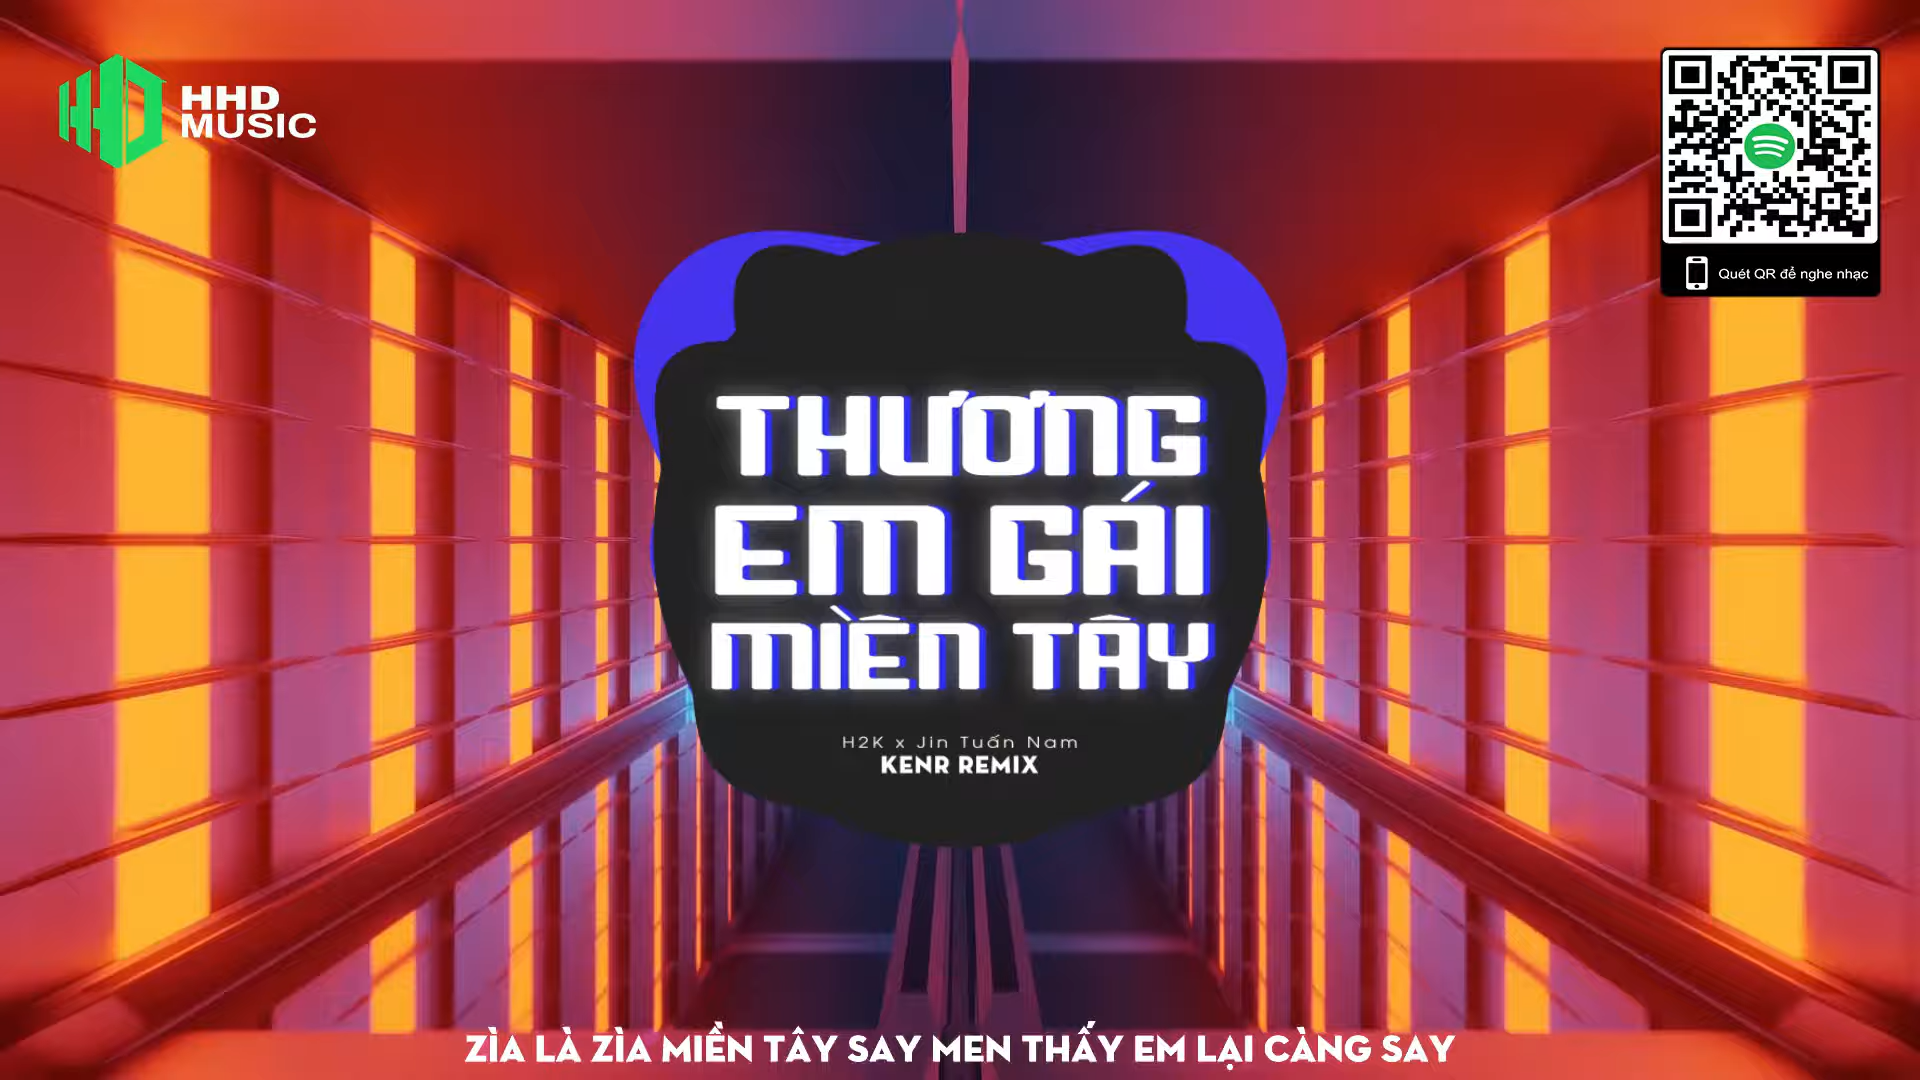 HHD
MUSIC
Quét QR để nghe nhạc
THƯƠNG
EM GÁI
MIỀN TÂY
H2K x Jin Tuấn Nam
KENR REMIX
ZÌA LÀ ZÌA MIỀN TÂY SAY MEN THẤY EM LẠI CÀNG SAY